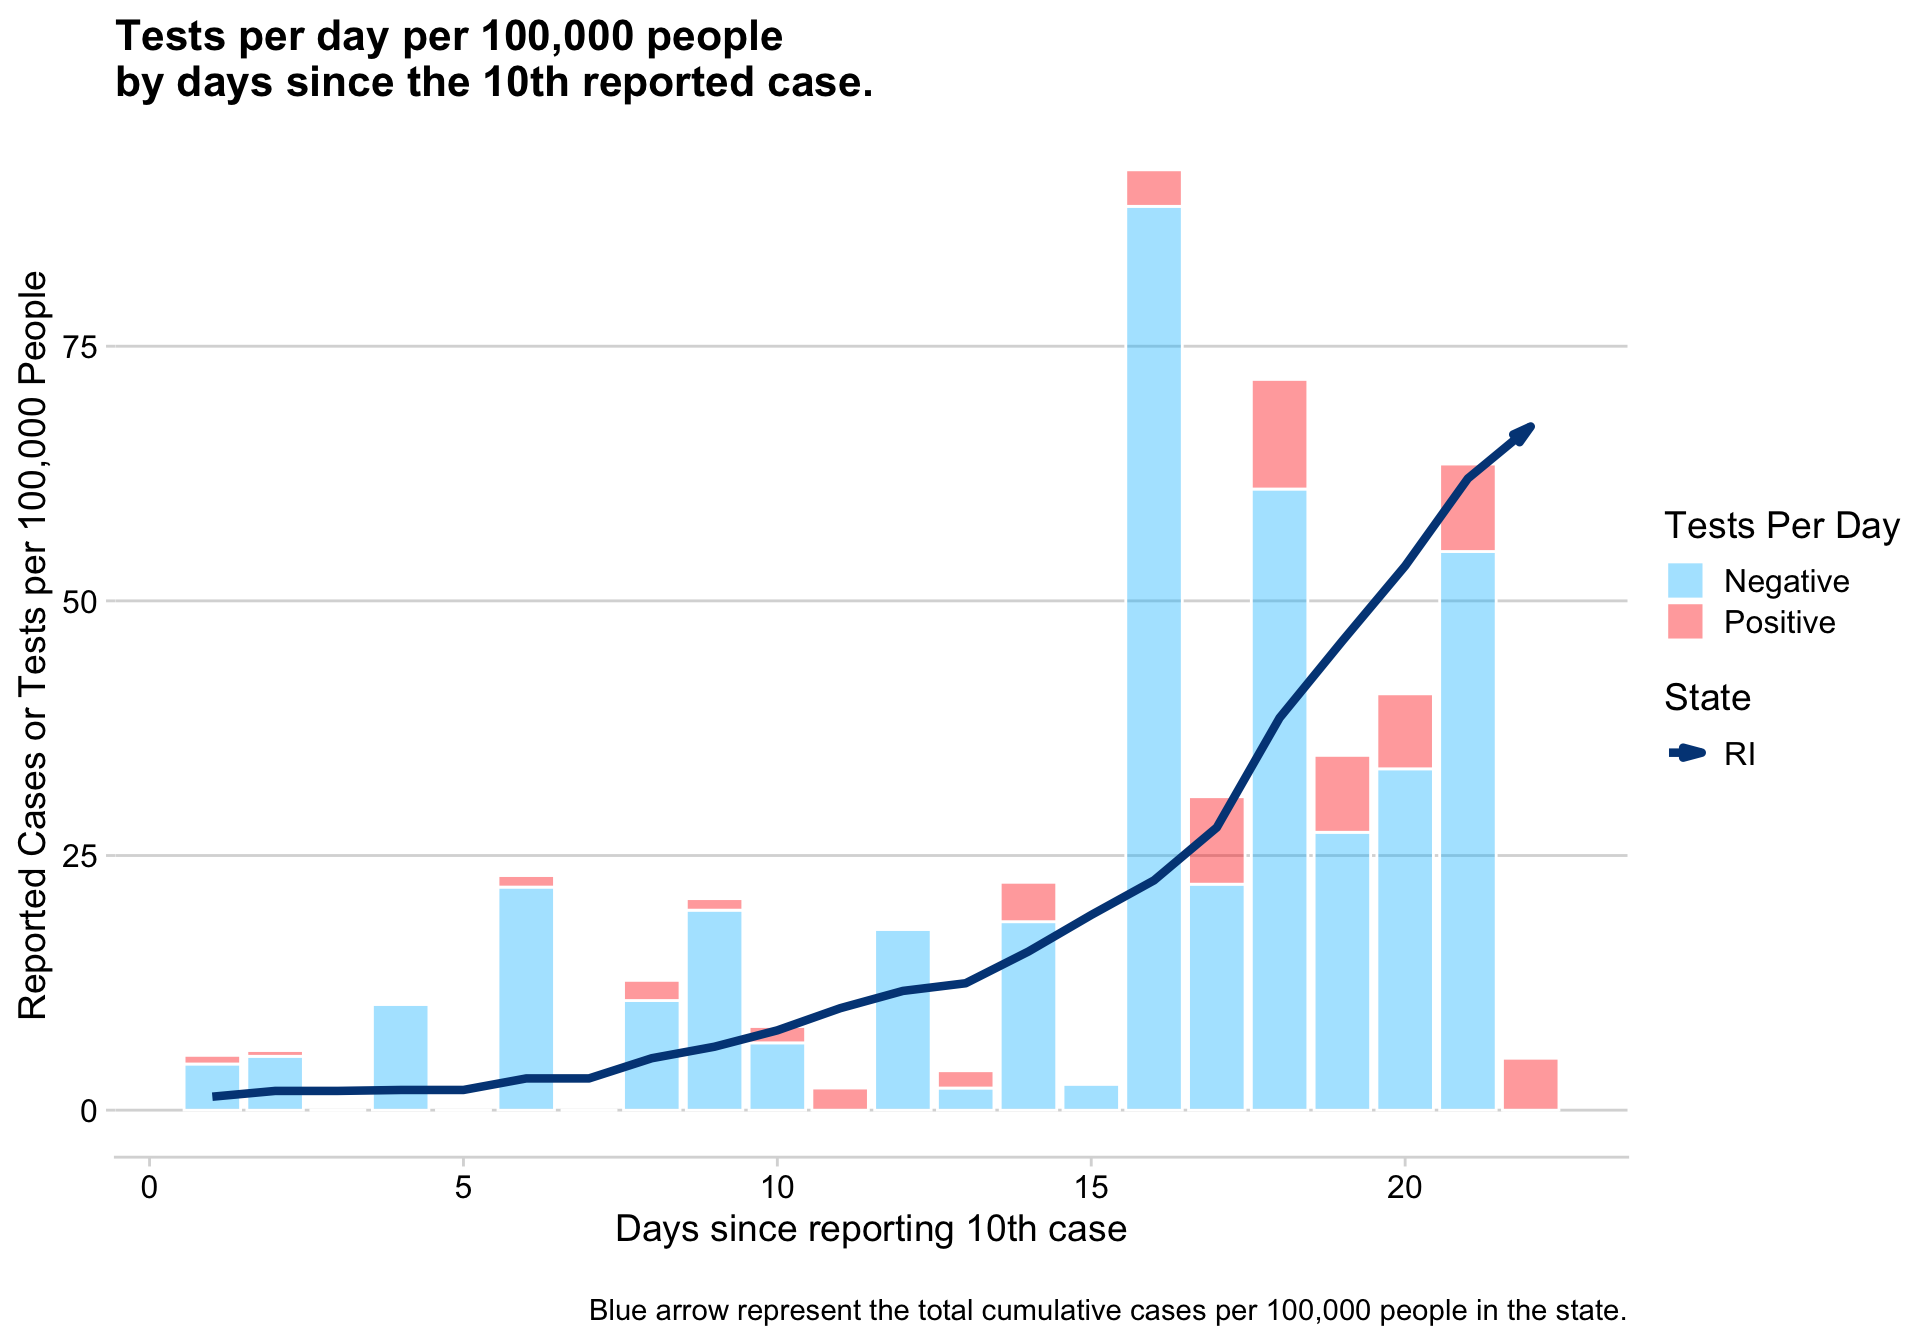 Tests per day per 100,000 people
by days since the 10th reported case.
Reported Cases or Tests per 100,000 People
75
50
25
0
0
5
10
15
20
Days since reporting 10th case
Tests Per Day
Negative
Positive
State
RI
Blue arrow represent the total cumulative cases per 100,000 people in the state.